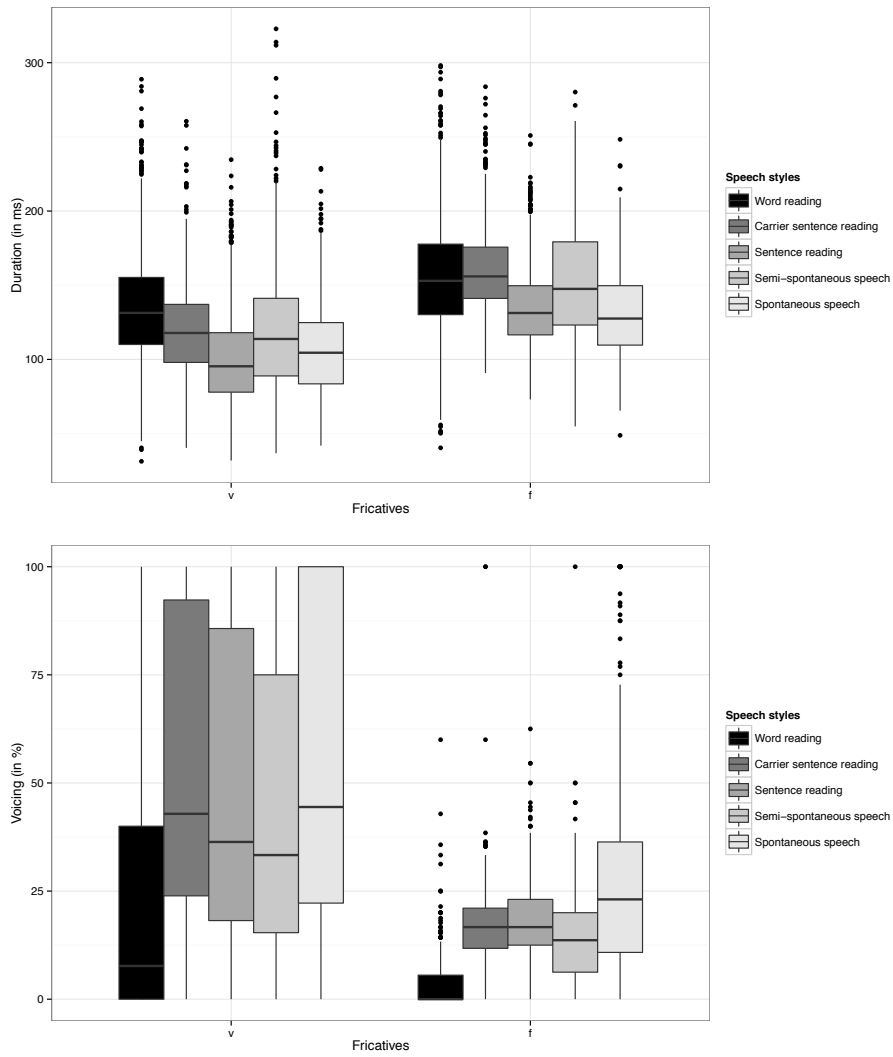 300
200
100
Duration (in ms)
v
f
Fricatives
Speech styles
Word reading
Carrier sentence reading
Sentence reading
Semi-spontaneous speech
Spontaneous speech
100
75
50
25
0
Voicing (in %)
v
f
Fricatives
Speech styles
Word reading
Carrier sentence reading
Sentence reading
Semi-spontaneous speech
Spontaneous speech